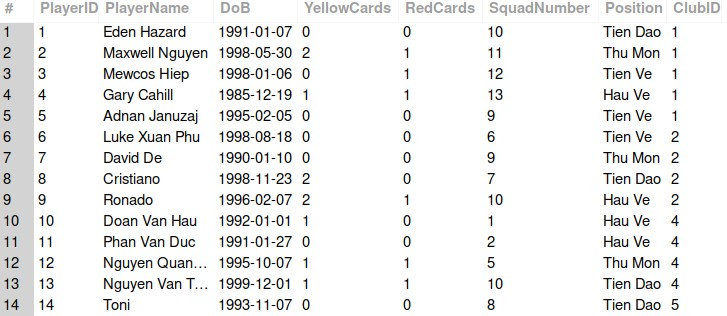 # PlayerID PlayerName DoB YellowCards RedCards SquadNumber Position ClubID
1 1 Eden Hazard 1991-01-07 0 0 10 Tien Dao 1
2 2 Maxwell Nguyen 1998-05-30 2 1 11 Thu Mon 1
3 3 Mewcos Hiep 1998-01-06 0 1 12 Tien Ve 1
4 4 Gary Cahill 1985-12-19 1 1 13 Hau Ve 1
5 5 Adnan Januzaj 1995-02-05 0 0 9 Tien Ve 1
6 6 Luke Xuan Phu 1998-08-18 0 0 6 Tien Ve 2
7 7 David De 1990-01-10 0 0 9 Thu Mon 2
8 8 Cristiano 1998-11-23 2 0 7 Tien Dao 2
9 9 Ronado 1996-02-07 2 1 10 Hau Ve 2
10 10 Doan Van Hau 1992-01-01 1 0 1 Hau Ve 4
11 11 Phan Van Duc 1991-01-27 0 0 2 Hau Ve 4
12 12 Nguyen Quan... 1995-10-07 1 1 5 Thu Mon 4
13 13 Nguyen Van T... 1999-12-01 1 1 10 Tien Dao 4
14 14 Toni 1993-11-07 0 0 8 Tien Dao 5